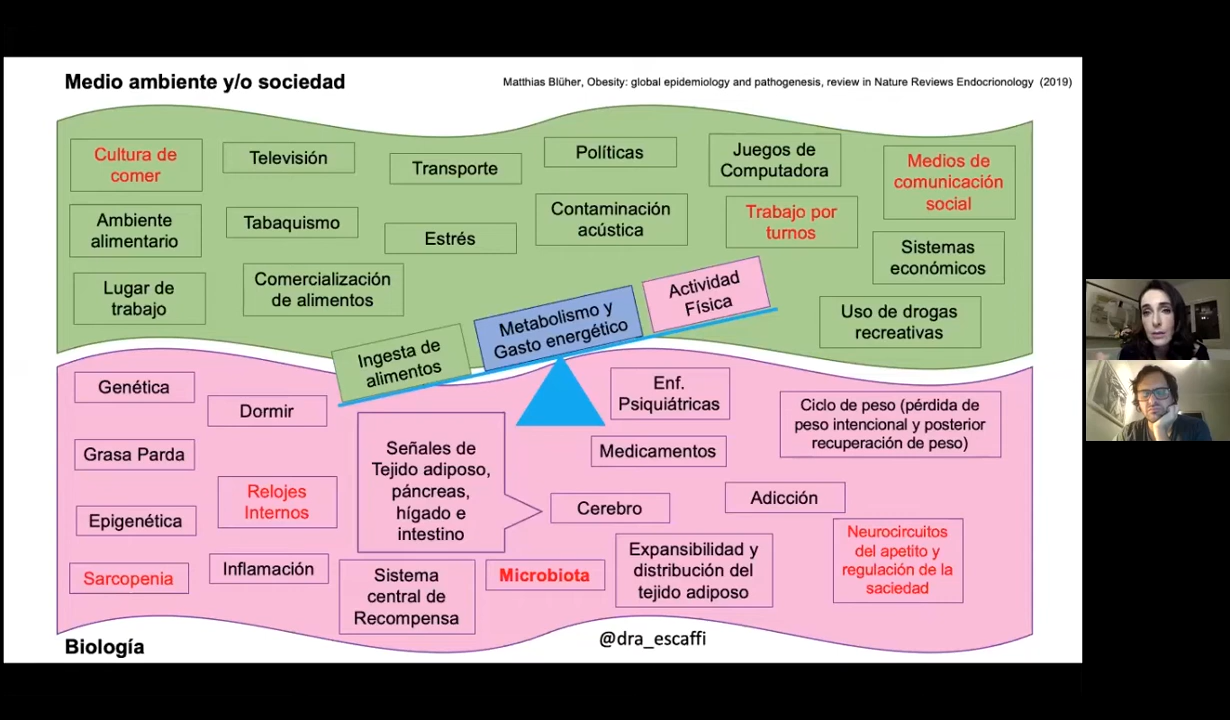 Medio ambiente y/o sociedad
Matthias Blüher, Obesity: global epidemiology and pathogenesis, review in Nature Reviews Endocrionology (2019)
Cultura de
comer
Televisión
Transporte
Políticas
Juegos de
Computadora
Medios de
comunicación
social
Ambiente
alimentario
Tabaquismo
Estrés
Contaminación
acústica
Trabajo por
turnos
Sistemas
económicos
Lugar de
trabajo
Comercialización
de alimentos
Uso de drogas
recreativas
Ingesta de
alimentos
Metabolismo y
Gasto energético
Actividad
Física
Genética
Dormir
Enf.
Psiquiátricas
Ciclo de peso (pérdida de
peso intencional y posterior
recuperación de peso)
Grasa Parda
Señales de
Tejido adiposo,
páncreas,
hígado e
intestino
Medicamentos
Relojes
Internos
Cerebro
Adicción
Epigenética
Neurocircuitos
del apetito y
regulación de la
saciedad
Sarcopenia
Inflamación
Sistema
central de
Recompensa
Microbiota
Expansibilidad y
distribución del
tejido adiposo
Biología
@dra_escaffi